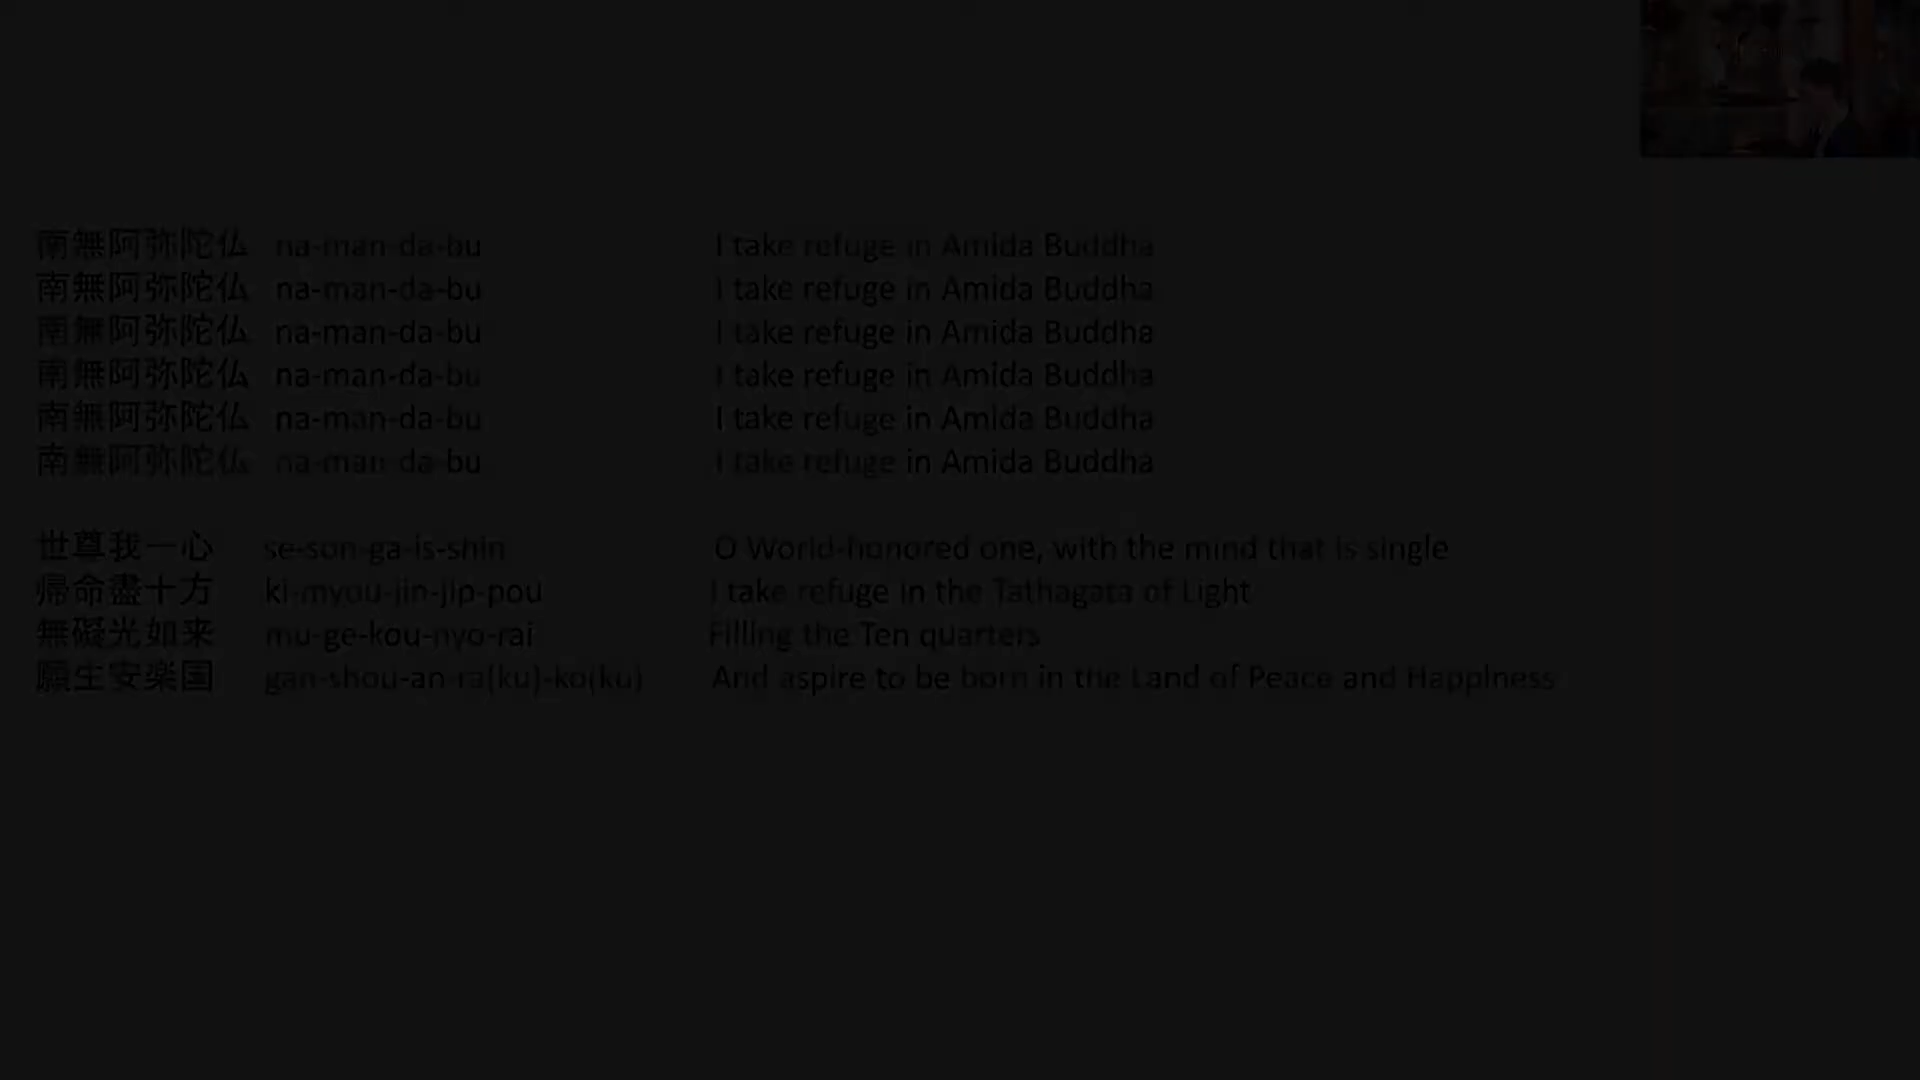 南無阿弥陀仏 na-man-da-bu I take refuge in Amida Buddha
南無阿弥陀仏 na-man-da-bu I take refuge in Amida Buddha
南無阿弥陀仏 na-man-da-bu I take refuge in Amida Buddha
南無阿弥陀仏 na-man-da-bu I take refuge in Amida Buddha
南無阿弥陀仏 na-man-da-bu I take refuge in Amida Buddha
南無阿弥陀仏 na-man-da-bu I take refuge in Amida Buddha
世尊我一心 se-son-ga-is-shin O World-honored one, with the mind that is single
帰命盡十方 ki-myou-jin-jip-pou I take refuge in the Tathagata of Light
無礙光如来 mu-ge-kou-nyo-rai Filling the Ten quarters
願生安楽国 gan-shou-an-ra(ku)-ko(ku) And aspire to be born in the Land of Peace and Happiness